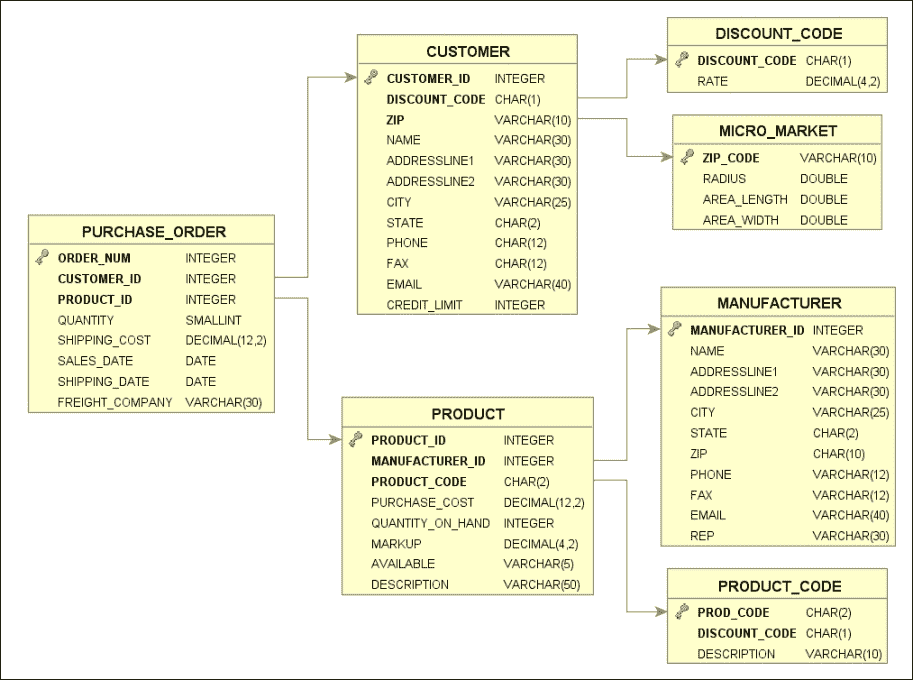 PURCHASE_ORDER
ORDER_NUM INTEGER
CUSTOMER_ID INTEGER
PRODUCT_ID INTEGER
QUANTITY SMALLINT
SHIPPING_COST DECIMAL(12,2)
SALES_DATE DATE
SHIPPING_DATE DATE
FREIGHT_COMPANY VARCHAR(30)
CUSTOMER
CUSTOMER_ID INTEGER
DISCOUNT_CODE CHAR(1)
ZIP VARCHAR(10)
NAME VARCHAR(30)
ADDRESSLINE1 VARCHAR(30)
ADDRESSLINE2 VARCHAR(30)
CITY VARCHAR(25)
STATE CHAR(2)
PHONE CHAR(12)
FAX CHAR(12)
EMAIL VARCHAR(40)
CREDIT_LIMIT INTEGER
PRODUCT
PRODUCT_ID INTEGER
MANUFACTURER_ID INTEGER
PRODUCT_CODE CHAR(2)
PURCHASE_COST DECIMAL(12,2)
QUANTITY_ON_HAND INTEGER
MARKUP DECIMAL(4,2)
AVAILABLE VARCHAR(5)
DESCRIPTION VARCHAR(50)
DISCOUNT_CODE
DISCOUNT_CODE CHAR(1)
RATE DECIMAL(4,2)
MICRO_MARKET
ZIP_CODE VARCHAR(10)
RADIUS DOUBLE
AREA_LENGTH DOUBLE
AREA_WIDTH DOUBLE
MANUFACTURER
MANUFACTURER_ID INTEGER
NAME VARCHAR(30)
ADDRESSLINE1 VARCHAR(30)
ADDRESSLINE2 VARCHAR(30)
CITY VARCHAR(25)
STATE CHAR(2)
ZIP CHAR(10)
PHONE VARCHAR(12)
FAX VARCHAR(12)
EMAIL VARCHAR(40)
REP VARCHAR(30)
PRODUCT_CODE
PROD_CODE CHAR(2)
DISCOUNT_CODE CHAR(1)
DESCRIPTION VARCHAR(10)